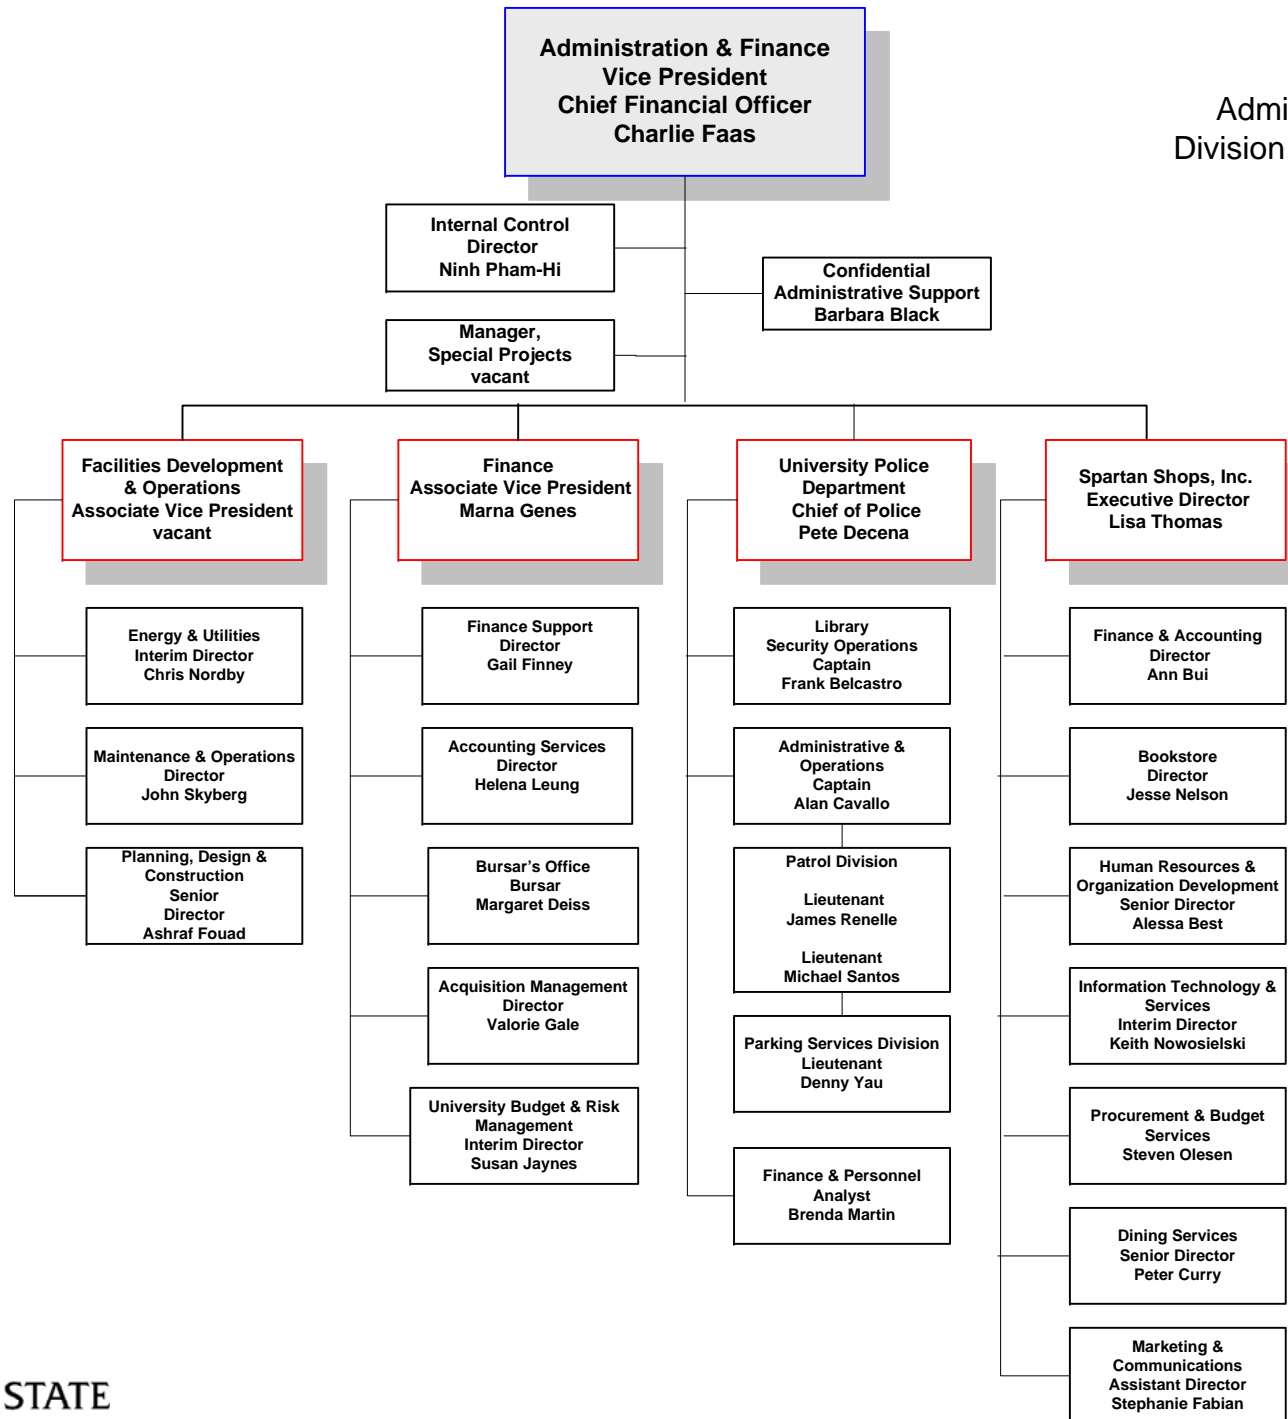 Administration & Finance
Vice President
Chief Financial Officer
Charlie Faas
Admi
Division
Internal Control
Director
Ninh Pham-Hi
Confidential
Administrative Support
Barbara Black
Manager,
Special Projects
vacant
Facilities Development
& Operations
Associate Vice President
vacant
Finance
Associate Vice President
Marna Genes
University Police
Department
Chief of Police
Pete Decena
Spartan Shops, Inc.
Executive Director
Lisa Thomas
Energy & Utilities
Interim Director
Chris Nordby
Maintenance & Operations
Director
John Skyberg
Planning, Design &
Construction
Senior
Director
Ashraf Fouad
Finance Support
Director
Gail Finney
Accounting Services
Director
Helena Leung
Bursar's Office
Bursar
Margaret Deiss
Acquisition Management
Director
Valorie Gale
University Budget & Risk
Management
Interim Director
Susan Jaynes
Library
Security Operations
Captain
Frank Belcastro
Administrative &
Operations
Captain
Alan Cavallo
Patrol Division
Lieutenant
James Renelle
Lieutenant
Michael Santos
Parking Services Division
Lieutenant
Denny Yau
Finance & Personnel
Analyst
Brenda Martin
Finance & Accounting
Director
Ann Bui
Bookstore
Director
Jesse Nelson
Human Resources &
Organization Development
Senior Director
Alessa Best
Information Technology &
Services
Interim Director
Keith Nowosielski
Procurement & Budget
Services
Steven Olesen
Dining Services
Senior Director
Peter Curry
Marketing &
Communications
Assistant Director
Stephanie Fabian
STATE